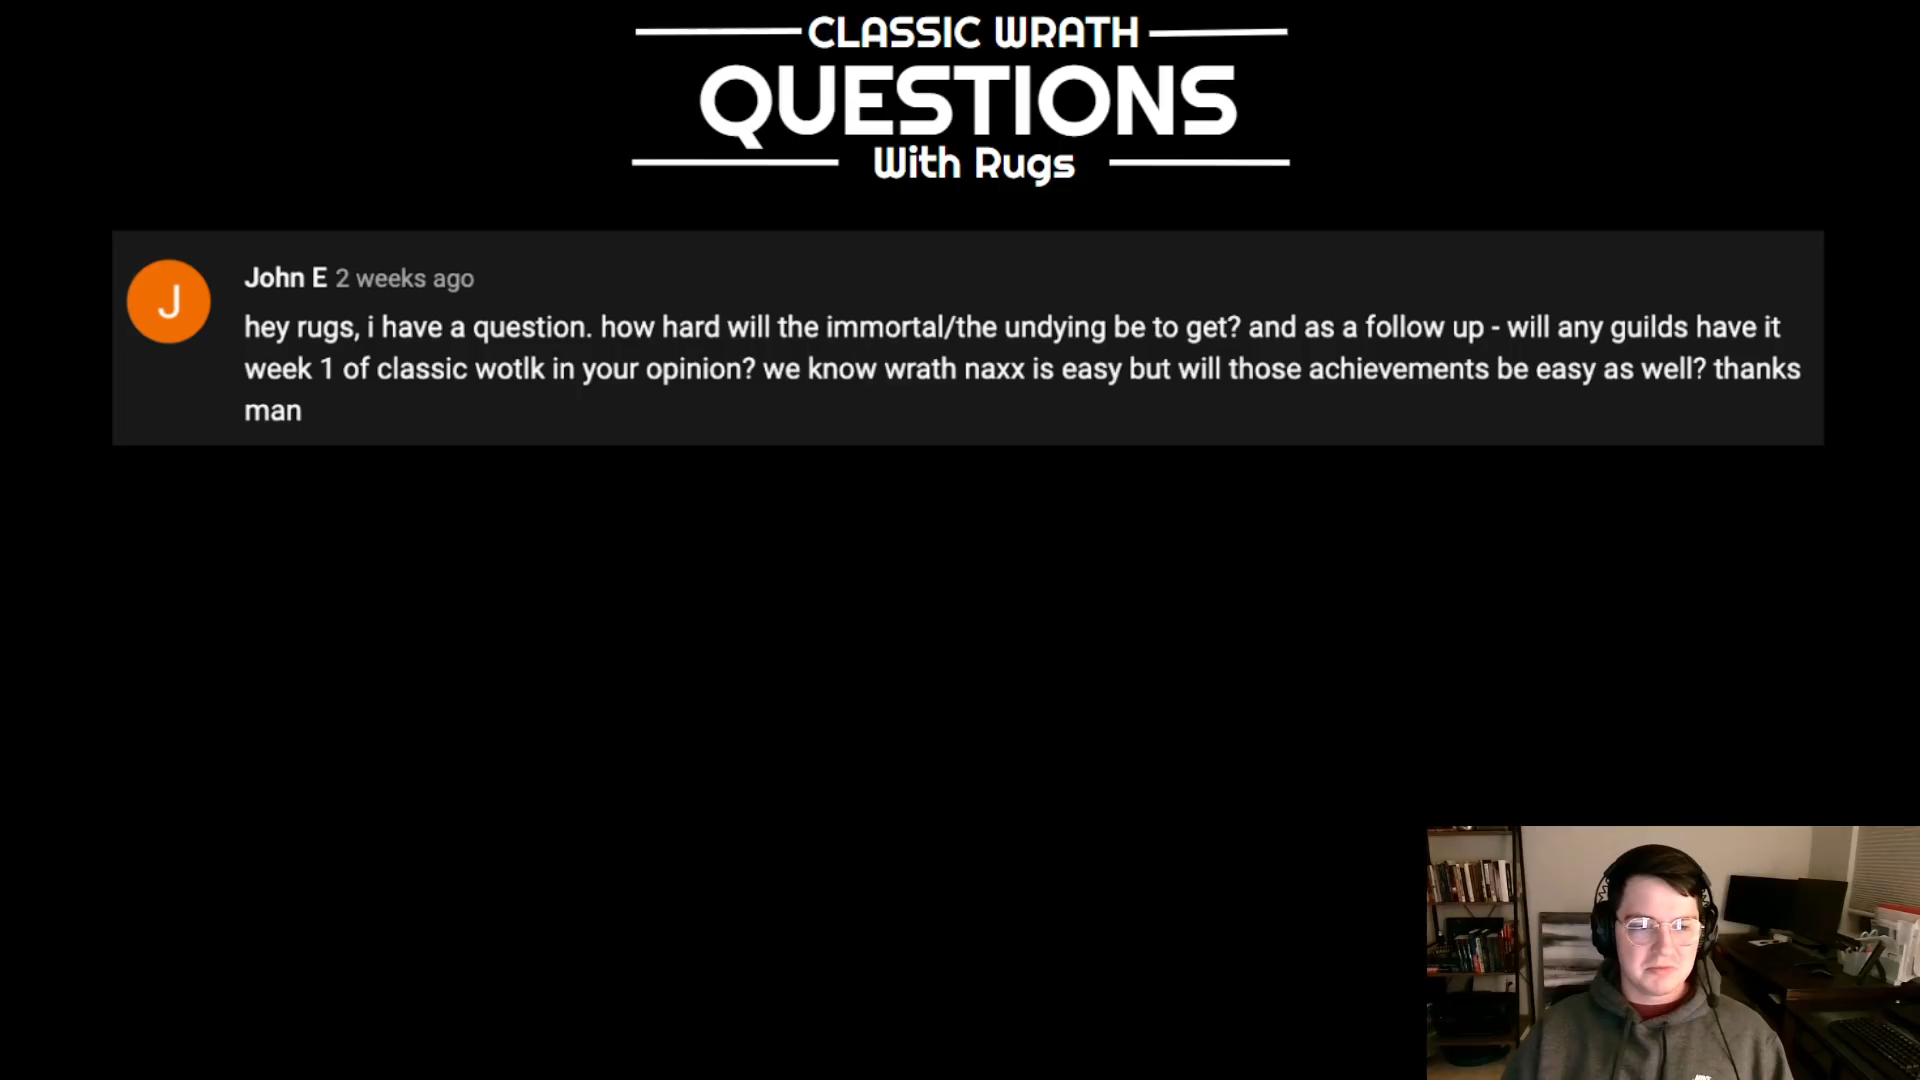 CLASSIC WRATH
QUESTIONS
With Rugs
J
John E 2 weeks ago
hey rugs, i have a question. how hard will the immortal/the undying be to get? and as a follow up - will any guilds have it
week 1 of classic wotlk in your opinion? we know wrath naxx is easy but will those achievements be easy as well? thanks
man